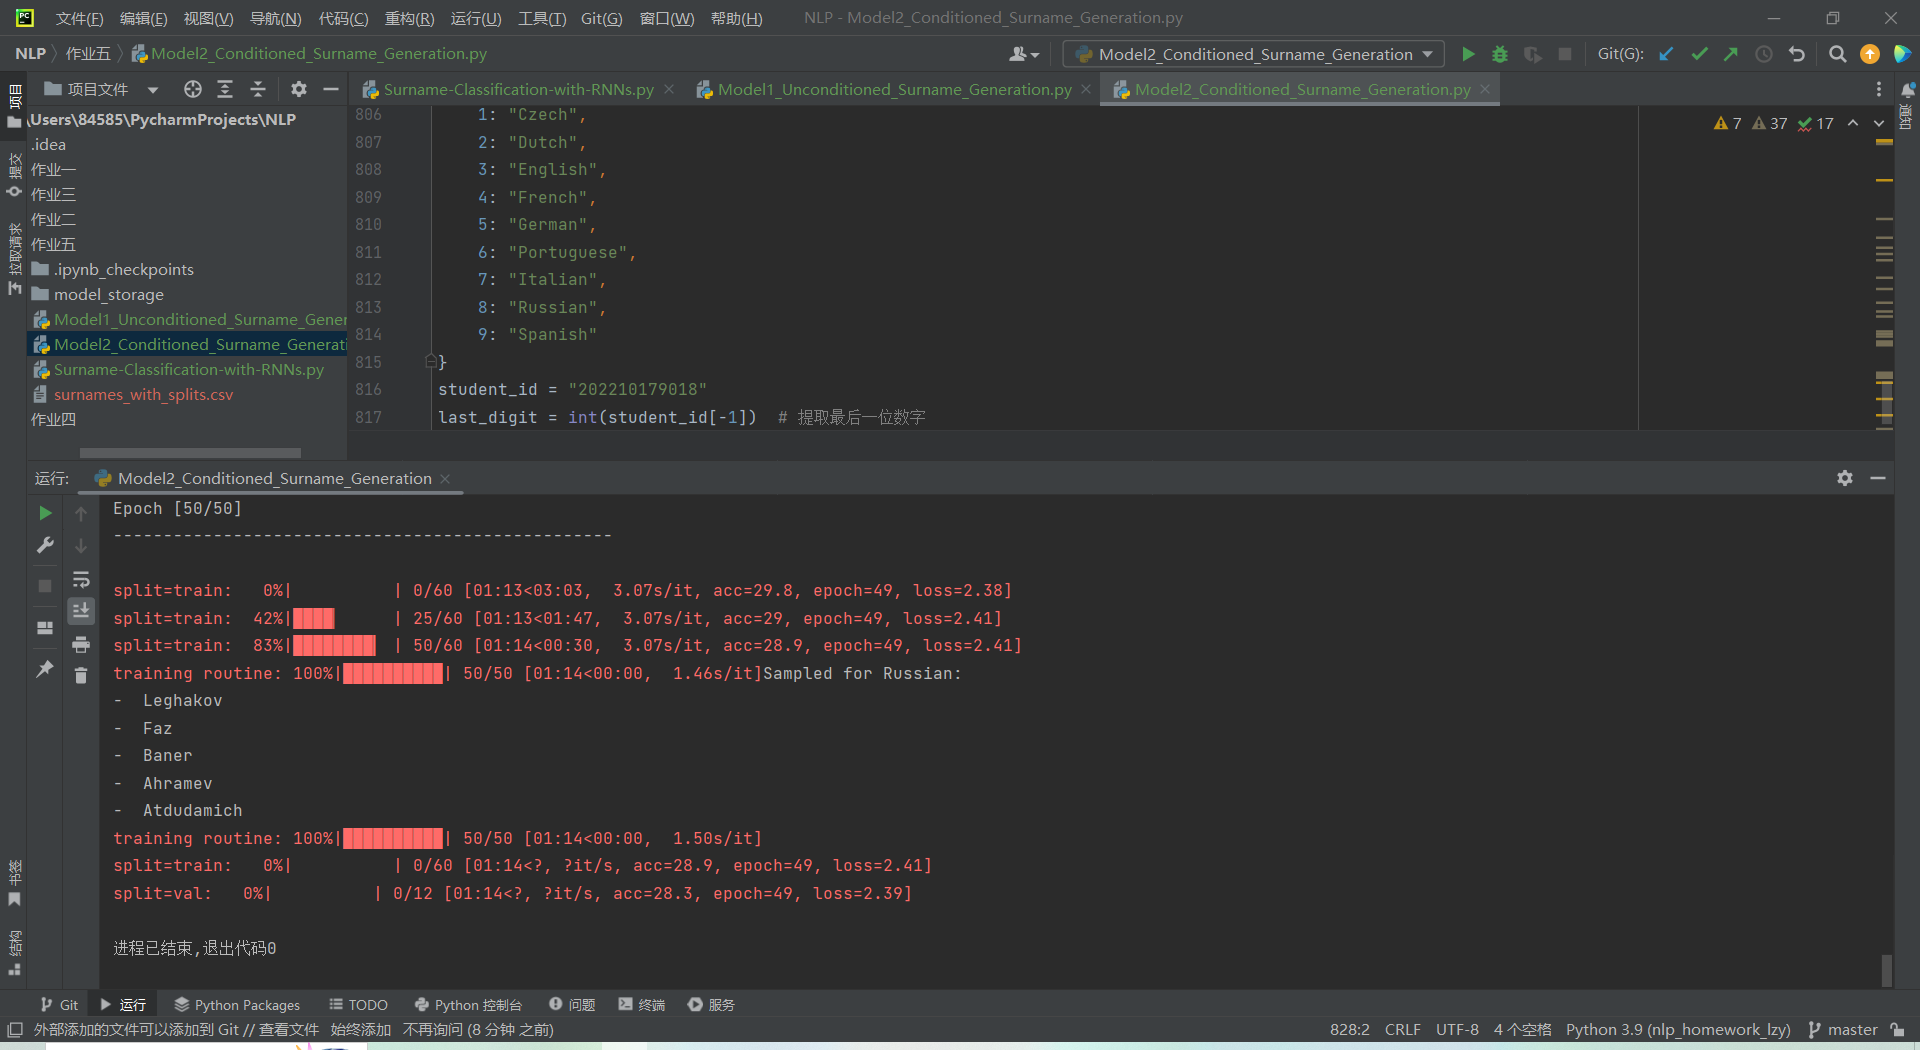 PC 文件(F) 编辑(E) 视图(V) 导航(N) 代码(C) 重构(R) 运行(U) 工具(T) Git(G) 窗口(W) 帮助(H) NLP - Model2_Conditioned_Surname_Generation.py
NLP 作业五 Model2_Conditioned_Surname_Generation.py Model2_Conditioned_Surname_Generation Git(G):
项目 项目文件 Surname-Classification-with-RNNs.py Model1_Unconditioned_Surname_Generation.py Model2_Conditioned_Surname_Generation.py 通知
7 37 17
\Users\84585\PycharmProjects\NLP
.idea
作业一
作业三
作业二
作业五
.ipynb_checkpoints
model_storage
Model1_Unconditioned_Surname_Gener
Model2_Conditioned_Surname_Generati
Surname-Classification-with-RNNs.py
surnames_with_splits.csv
作业四
提交
拉取请求
806 1: "Czech",
807 2: "Dutch",
808 3: "English",
809 4: "French",
810 5: "German",
811 6: "Portuguese",
812 7: "Italian",
813 8: "Russian",
814 9: "Spanish"
815 }
816 student_id = "202210179018"
817 last_digit = int(student_id[-1]) # 提取最后一位数字
运行: Model2_Conditioned_Surname_Generation
Epoch [50/50]
--------------------------------------------------
split=train:   0%|          | 0/60 [01:13<03:03,  3.07s/it, acc=29.8, epoch=49, loss=2.38]
split=train:  42%|████      | 25/60 [01:13<01:47,  3.07s/it, acc=29, epoch=49, loss=2.41]
split=train:  83%|████████  | 50/60 [01:14<00:30,  3.07s/it, acc=28.9, epoch=49, loss=2.41]
training routine: 100%|██████████| 50/50 [01:14<00:00,  1.46s/it]Sampled for Russian:
-  Leghakov
-  Faz
-  Baner
-  Ahramev
-  Atdudamich
training routine: 100%|██████████| 50/50 [01:14<00:00,  1.50s/it]
split=train:   0%|          | 0/60 [01:14<?, ?it/s, acc=28.9, epoch=49, loss=2.41]
split=val:   0%|          | 0/12 [01:14<?, ?it/s, acc=28.3, epoch=49, loss=2.39]
进程已结束,退出代码0
书签
结构
Git 运行 Python Packages TODO Python 控制台 问题 终端 服务
外部添加的文件可以添加到 Git // 查看文件 始终添加 不再询问 (8 分钟 之前) 828:2 CRLF UTF-8 4 个空格 Python 3.9 (nlp_homework_lzy) master